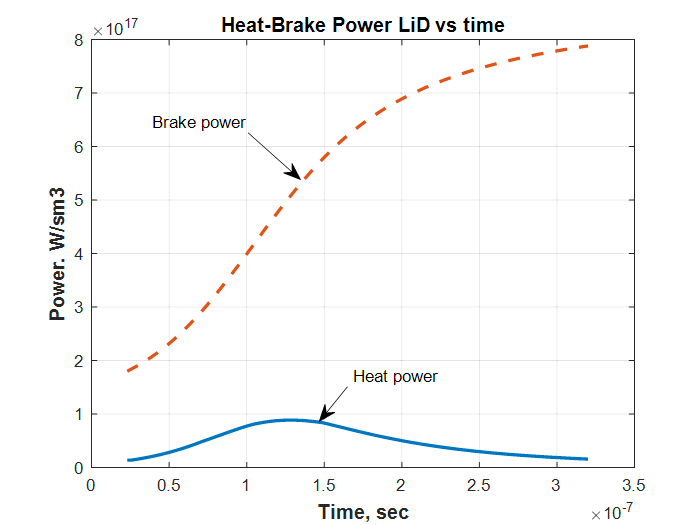 Heat-Brake Power LiD vs time
×10^17
8
7
6
5
4
3
2
1
0
Power. W/sm3
Brake power
Heat power
0 0.5 1 1.5 2 2.5 3 3.5
×10^-7
Time, sec